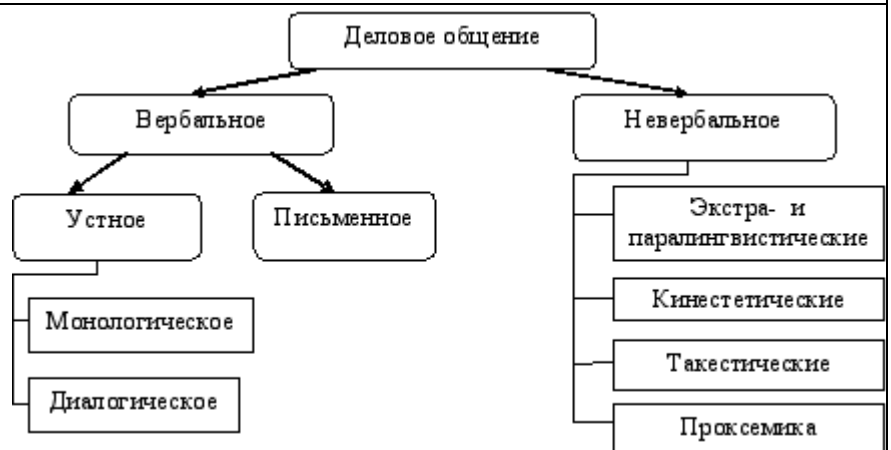 Деловое общение
Вербальное
Невербальное
Устное
Письменное
Экстра- и
паралингвистические
Монологическое
Кинестетические
Такестические
Диалогическое
Проксемика